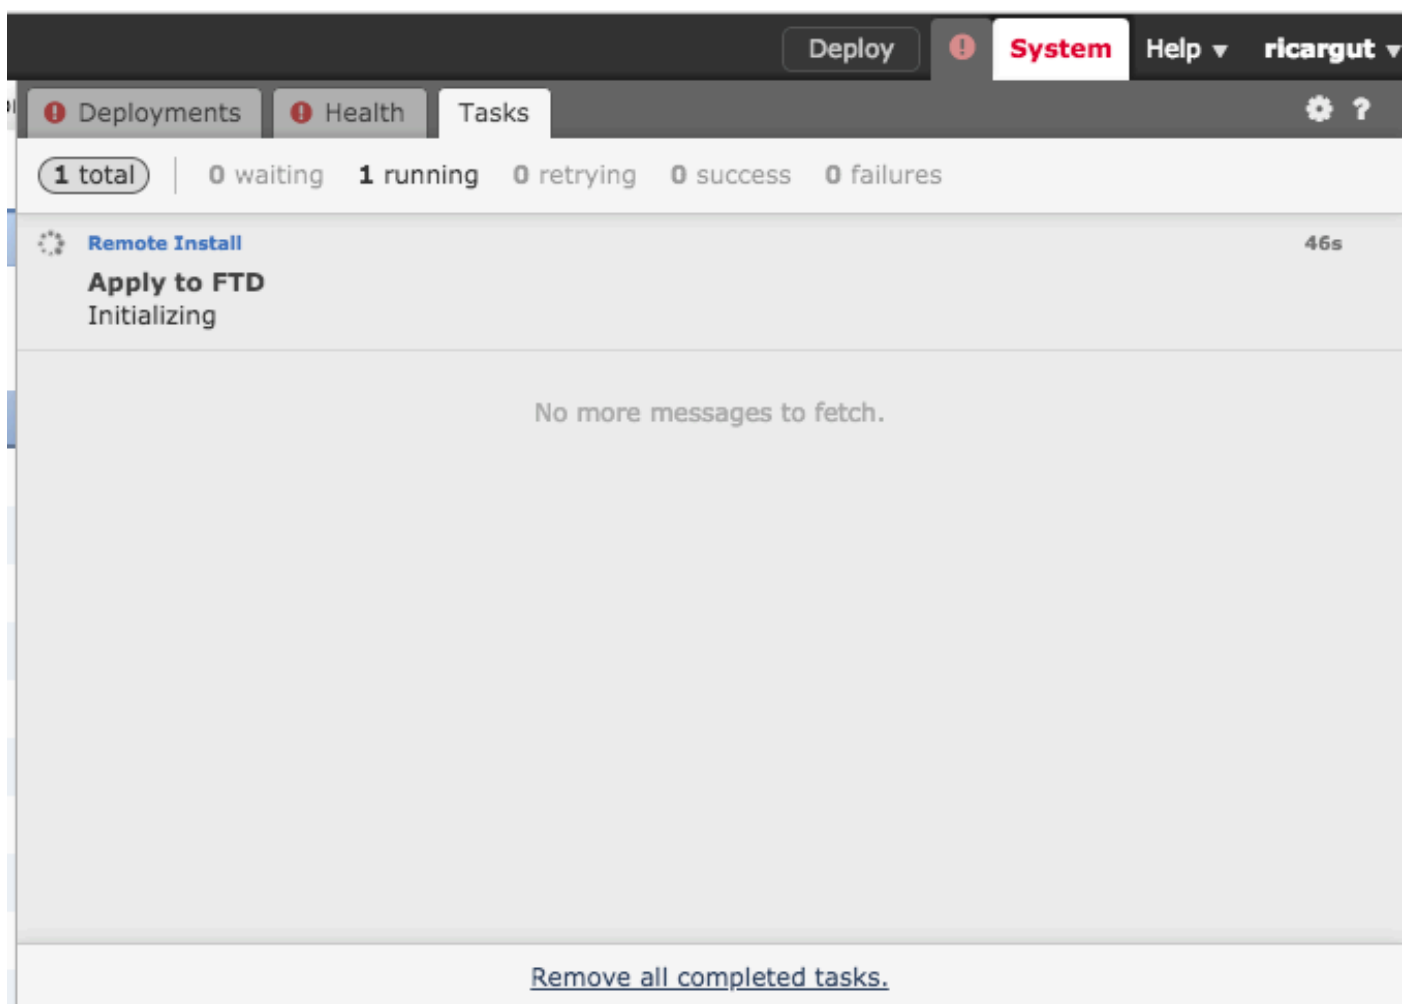 Deploy System Help ricargut
Deployments Health Tasks ?
1 total 0 waiting 1 running 0 retrying 0 success 0 failures
Remote Install 46s
Apply to FTD
Initializing
No more messages to fetch.
Remove all completed tasks.